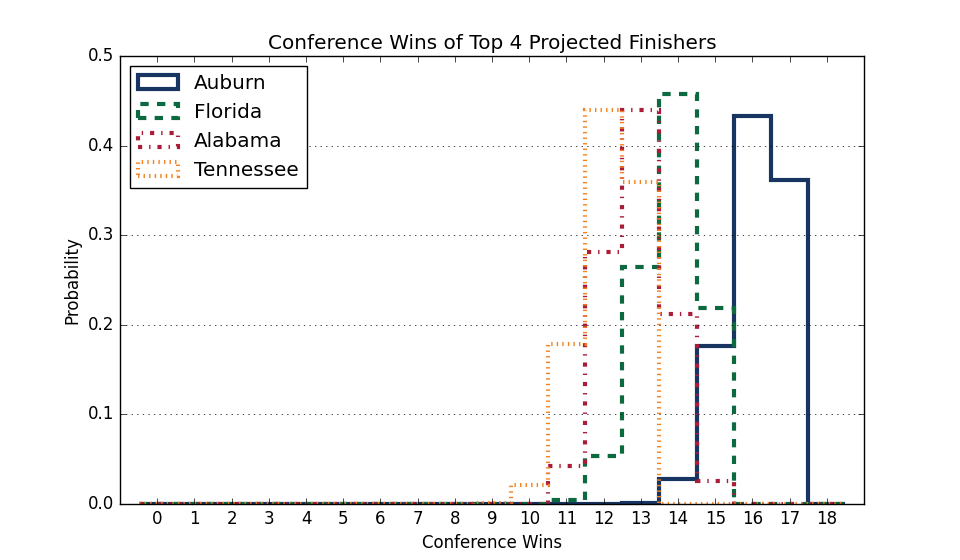 Conference Wins of Top 4 Projected Finishers
0.5
0.4
0.3
0.2
0.1
0.0
Probability
Auburn
Florida
Alabama
Tennessee
0 1 2 3 4 5 6 7 8 9 10 11 12 13 14 15 16 17 18
Conference Wins